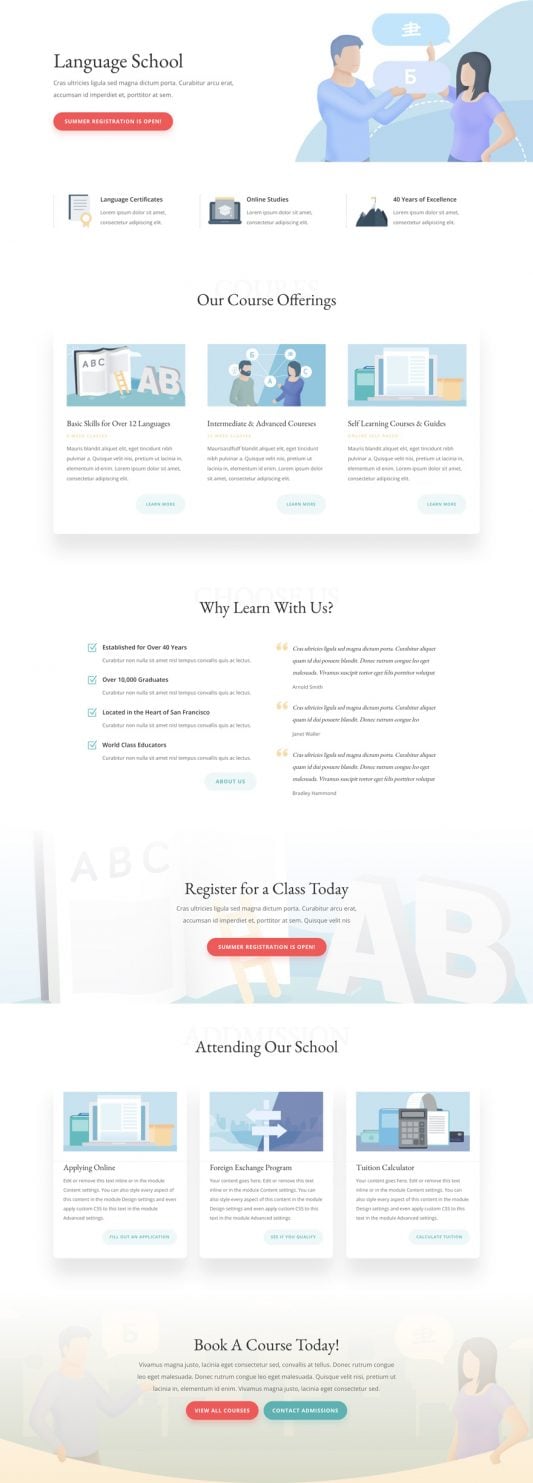 Language School
Cras ultricies ligula sed magna dictum porta. Curabitur arcu erat,
accumsan id imperdiet et, porttitor at sem.
SUMMER REGISTRATION IS OPEN!
Б
Language Certificates
Lorem ipsum dolor sit amet,
consectetur adipiscing elit.
Online Studies
Lorem ipsum dolor sit amet,
consectetur adipiscing elit.
40 Years of Excellence
Lorem ipsum dolor sit amet,
consectetur adipiscing elit.
COURSES
Our Course Offerings
ABC
AB
Basic Skills for Over 12 Languages
Mauris blandit aliquet elit, eget tincidunt nibh
pulvinar a. Quisque velit nisi, pretium ut lacinia in,
elementum id enim. Lorem ipsum dolor sit amet,
consectetur adipiscing elit.
LEARN MORE
Б
A
C
Intermediate & Advanced Coureses
Maurisandfsdf blandit aliquet elit, eget tincidunt
nibh pulvinar a. Quisque velit nisi, pretium ut
lacinia in, elementum id enim. Lorem ipsum dolor
sit amet, consectetur adipiscing elit.
LEARN MORE
Self Learning Courses & Guides
ONLINE SELF-PACED
Mauris blandit aliquet elit, eget tincidunt nibh
pulvinar a. Quisque velit nisi, pretium ut lacinia in,
elementum id enim. Lorem ipsum dolor sit amet,
consectetur adipiscing elit.
LEARN MORE
CHOOSE US
Why Learn With Us?
Established for Over 40 Years
Curabitur non nulla sit amet nisl tempus convallis quis ac lectus.
Over 10,000 Graduates
Curabitur non nulla sit amet nisl tempus convallis quis ac lectus.
Located in the Heart of San Francisco
Curabitur non nulla sit amet nisl tempus convallis quis ac lectus.
World Class Educators
Curabitur non nulla sit amet nisl tempus convallis quis ac lectus.
ABOUT US
Cras ultricies ligula sed magna dictum porta. Curabitur aliquet
quam id dui posuere blandit. Donec rutrum congue leo eget
malesuada. Vivamus suscipit tortor eget felis porttitor volutpat
Arnold Smith
Cras ultricies ligula sed magna dictum porta. Curabitur aliquet
quam id dui posuere blandit. Donec rutrum congue leo
Janet Waller
Cras ultricies ligula sed magna dictum porta. Curabitur aliquet
quam id dui posuere blandit. Donec rutrum congue leo eget
malesuada. Vivamus suscipit tortor eget felis porttitor volutpat
Bradley Hammond
ABC
AB
Register for a Class Today
Cras ultricies ligula sed magna dictum porta. Curabitur arcu erat,
accumsan id imperdiet et, porttitor at sem. Quisque velit nis
SUMMER REGISTRATION IS OPEN!
ADDMISSION
Attending Our School
Applying Online
Edit or remove this text inline or in the module
Content settings. You can also style every aspect of
this content in the module Design settings and even
apply custom CSS to this text in the module
Advanced settings.
FILL OUT AN APPLICATION
Foreign Exchange Program
Your content goes here. Edit or remove this text
inline or in the module Content settings. You can
also style every aspect of this content in the module
Design settings and even apply custom CSS to this
text in the module Advanced settings.
SEE IF YOU QUALIFY
Tuition Calculator
Your content goes here. Edit or remove this text
inline or in the module Content settings. You can
also style every aspect of this content in the module
Design settings and even apply custom CSS to this
text in the module Advanced settings.
CALCULATE TUITION
Б
Book A Course Today!
Vivamus magna justo, lacinia eget consectetur sed, convallis at tellus. Donec rutrum congue
leo eget malesuada. Donec rutrum congue leo eget malesuada. Quisque velit nisi, pretium ut
lacinia in, elementum id enim. Vivamus magna justo, lacinia eget consectetur sed.
VIEW ALL COURSES
CONTACT ADMISSIONS